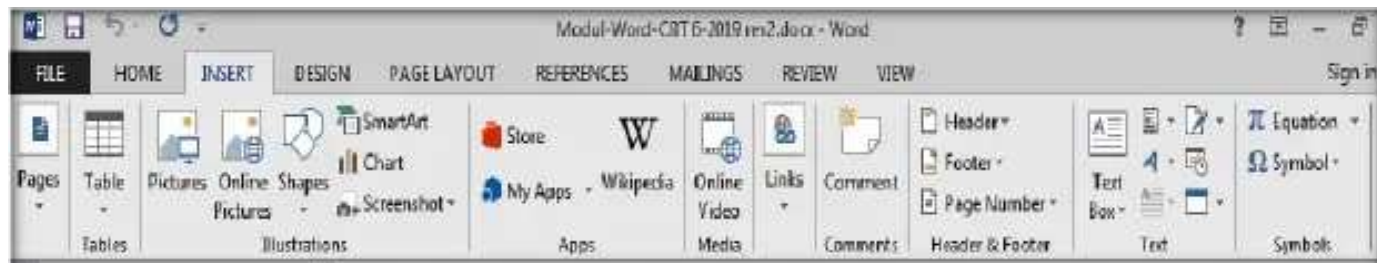 Modul-Word-CBT 6-2019 res2.docx - Word ?
FILE HOME INSERT DESIGN PAGE LAYOUT REFERENCES MAILINGS REVIEW VIEW Sign in
Pages
Table
Tables
Pictures
Online
Pictures
Shapes
SmartArt
Chart
Screenshot
Illustrations
Store
My Apps
W
Wikipedia
Apps
Online
Video
Media
Links
Comment
Comments
Header
Footer
Page Number
Header & Footer
Text
Box
Text
π Equation
Ω Symbol
Symbols